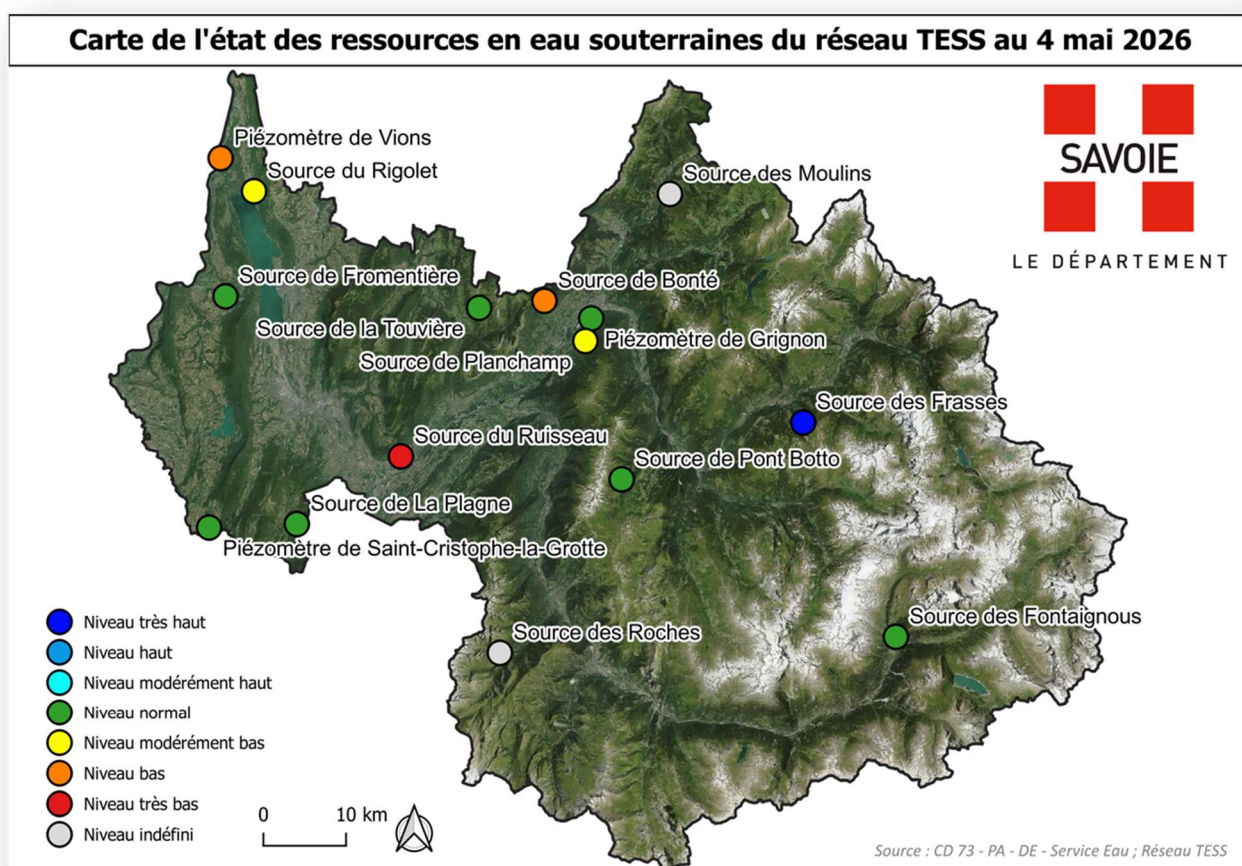 Carte de l'état des ressources en eau souterraines du réseau TESS au 4 mai 2026
SAVOIE
LE DÉPARTEMENT
Piézomètre de Vions
Source du Rigolet
Source des Moulins
Source de Fromentière
Source de Bonté
Source de la Touvière
Piézomètre de Grignon
Source de Planchamp
Source des Frasses
Source du Ruisseau
Source de Pont Botto
Source de La Plagne
Piézomètre de Saint-Cristophe-la-Grotte
Source des Fontaignous
Source des Roches
Niveau très haut
Niveau haut
Niveau modérément haut
Niveau normal
Niveau modérément bas
Niveau bas
Niveau très bas
Niveau indéfini
0 10 km
Source : CD 73 - PA - DE - Service Eau ; Réseau TESS